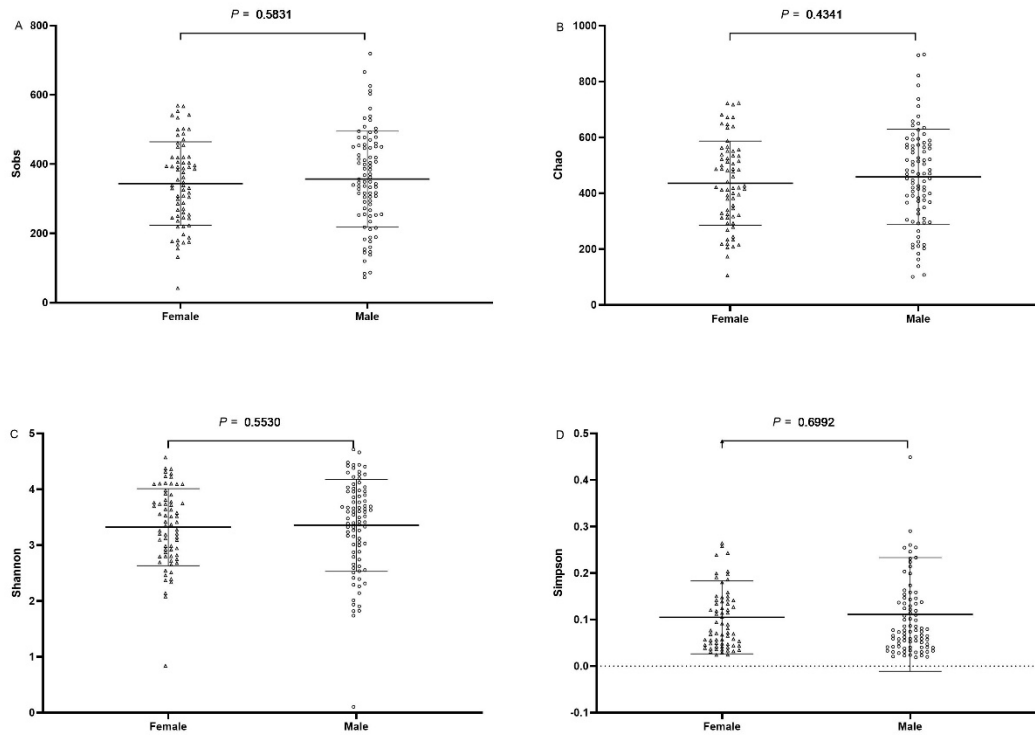 A
P = 0.5831
800
600
400
200
0
Sobs
Female
Male
B
P = 0.4341
1000
800
600
400
200
0
Chao
Female
Male
C
P = 0.5530
5
4
3
2
1
0
Shannon
Female
Male
D
P = 0.6992
0.5
0.4
0.3
0.2
0.1
0.0
-0.1
Simpson
Female
Male